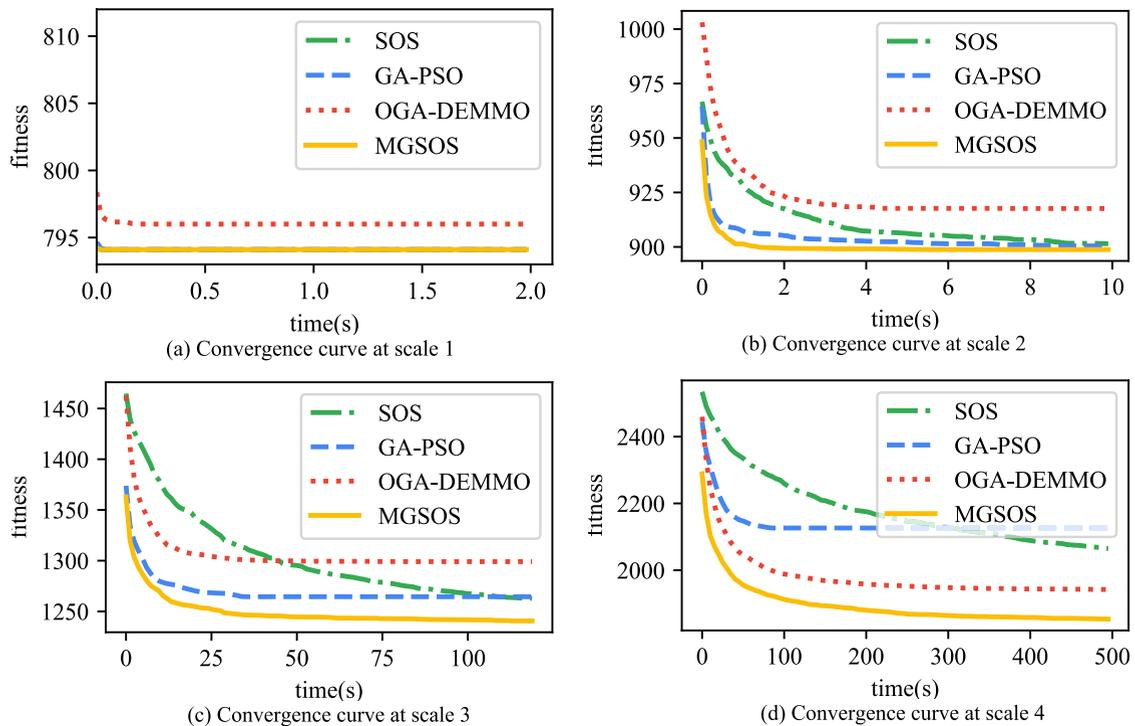 810
805
800
795
fitness
SOS
GA-PSO
OGA-DEMMO
MGSOS
0.0 0.5 1.0 1.5 2.0
time(s)
(a) Convergence curve at scale 1
1000
975
950
925
900
fitness
SOS
GA-PSO
OGA-DEMMO
MGSOS
0 2 4 6 8 10
time(s)
(b) Convergence curve at scale 2
1450
1400
1350
1300
1250
fitness
SOS
GA-PSO
OGA-DEMMO
MGSOS
0 25 50 75 100
time(s)
(c) Convergence curve at scale 3
2400
2200
2000
fitness
SOS
GA-PSO
OGA-DEMMO
MGSOS
0 100 200 300 400 500
time(s)
(d) Convergence curve at scale 4